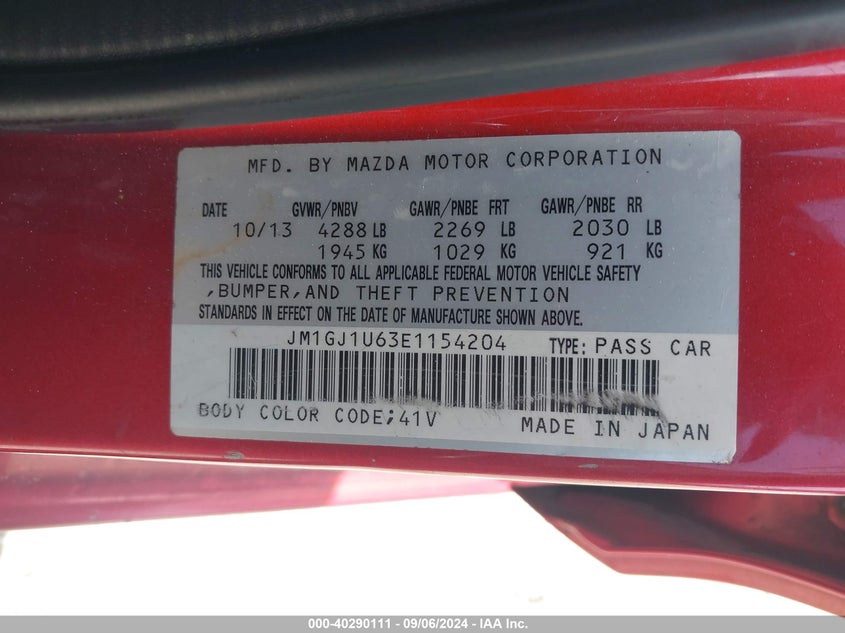 MFD. BY MAZDA MOTOR CORPORATION
DATE GVWR/PNBV GAWR/PNBE FRT GAWR/PNBE RR
10/13 4288 LB 2269 LB 2030 LB
1945 KG 1029 KG 921 KG
THIS VEHICLE CONFORMS TO ALL APPLICABLE FEDERAL MOTOR VEHICLE SAFETY
,BUMPER,AND THEFT PREVENTION
STANDARDS IN EFFECT ON THE DATE OF MANUFACTURE SHOWN ABOVE.
JM1GJ1U63E1154204 TYPE: PASS CAR
BODY COLOR CODE;41V MADE IN JAPAN
000-40290111 - 09/06/2024 - IAA Inc.